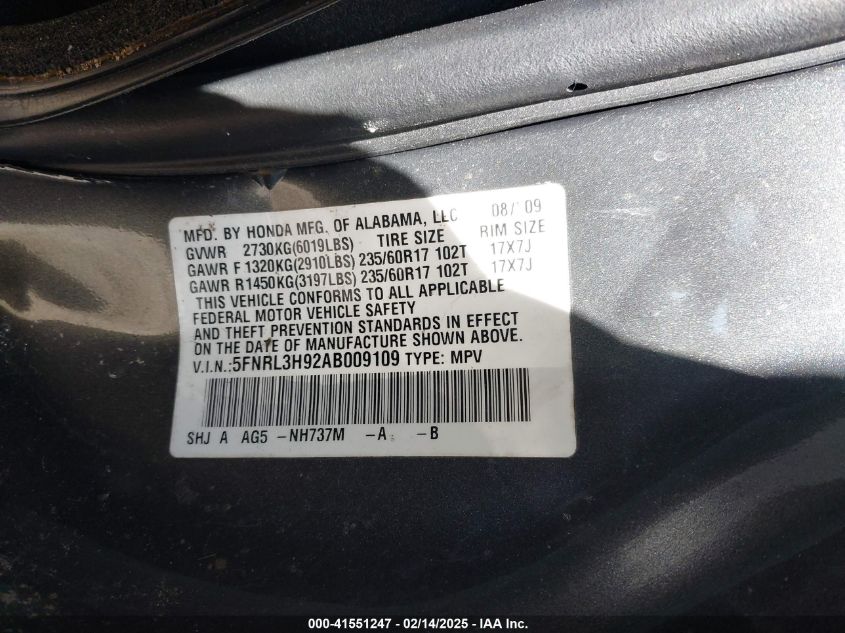 MFD. BY HONDA MFG. OF ALABAMA, LLC 08/ 09
GVWR 2730KG(6019LBS) TIRE SIZE RIM SIZE
GAWR F 1320KG(2910LBS) 235/60R17 102T 17X7J
GAWR R1450KG(3197LBS) 235/60R17 102T 17X7J
THIS VEHICLE CONFORMS TO ALL APPLICABLE
FEDERAL MOTOR VEHICLE SAFETY
AND THEFT PREVENTION STANDARDS IN EFFECT
ON THE DATE OF MANUFACTURE SHOWN ABOVE.
V.I.N.:5FNRL3H92AB009109 TYPE: MPV
SHJ A AG5 -NH737M -A -B
000-41551247 - 02/14/2025 - IAA Inc.